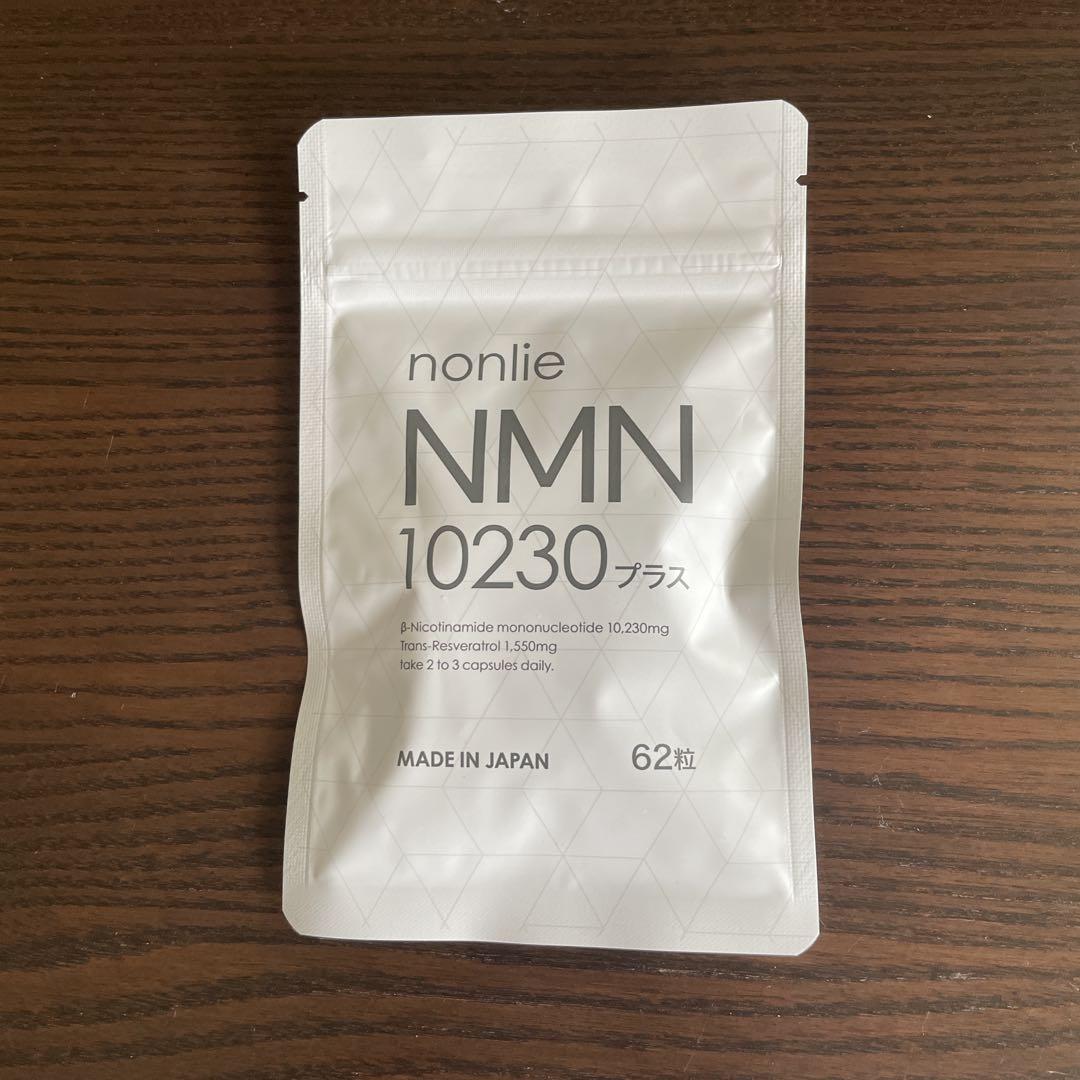 nonlie
NMN
10230プラス
β-Nicotinamide mononucleotide 10,230mg
Trans-Resveratrol 1,550mg
take 2 to 3 capsules daily.
MADE IN JAPAN 62粒